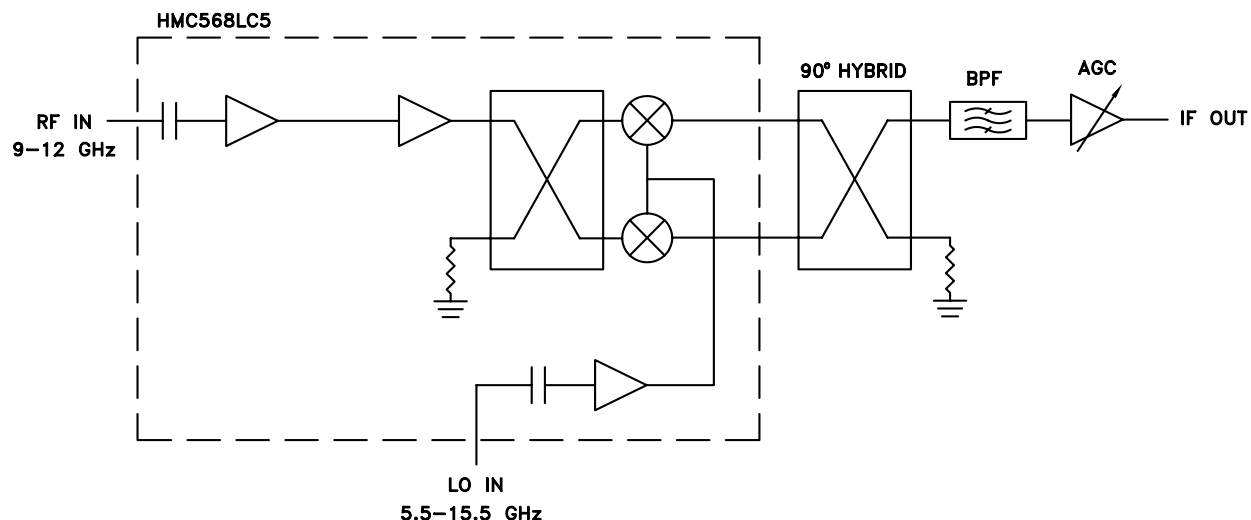 HMC568LC5
90° HYBRID
BPF
AGC
RF IN
9–12 GHz
IF OUT
LO IN
5.5–15.5 GHz